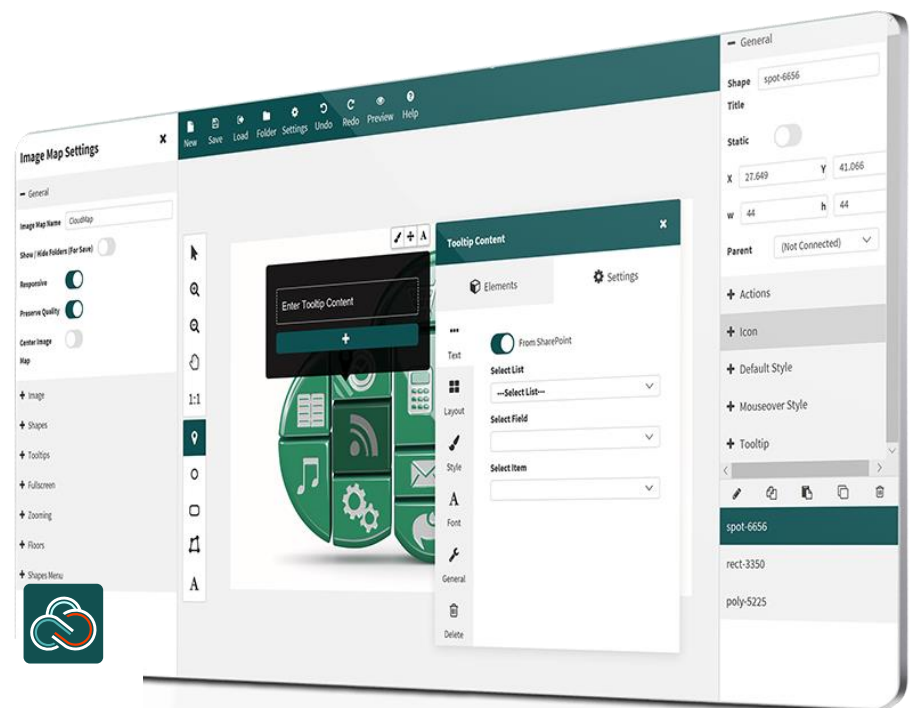 Image Map Settings
General
Image Map Name CloudMap
Show / Hide Folders (For Save)
Responsive
Preserve Quality
Center Image
Map
Image
Shapes
Tooltips
Fullscreen
Zooming
Floors
Shapes Menu
New Save Load Folder Settings Undo Redo Preview Help
1:1
A
A
Enter Tooltip Content
+
Tooltip Content
Elements Settings
Text
Layout
Style
A
Font
General
Delete
From SharePoint
Select List
---Select List---
Select Field
Select Item
General
Shape spot-6656
Title
Static
X 27.649 Y 41.066
w 44 h 44
Parent (Not Connected)
+ Actions
+ Icon
+ Default Style
+ Mouseover Style
+ Tooltip
spot-6656
rect-3350
poly-5225